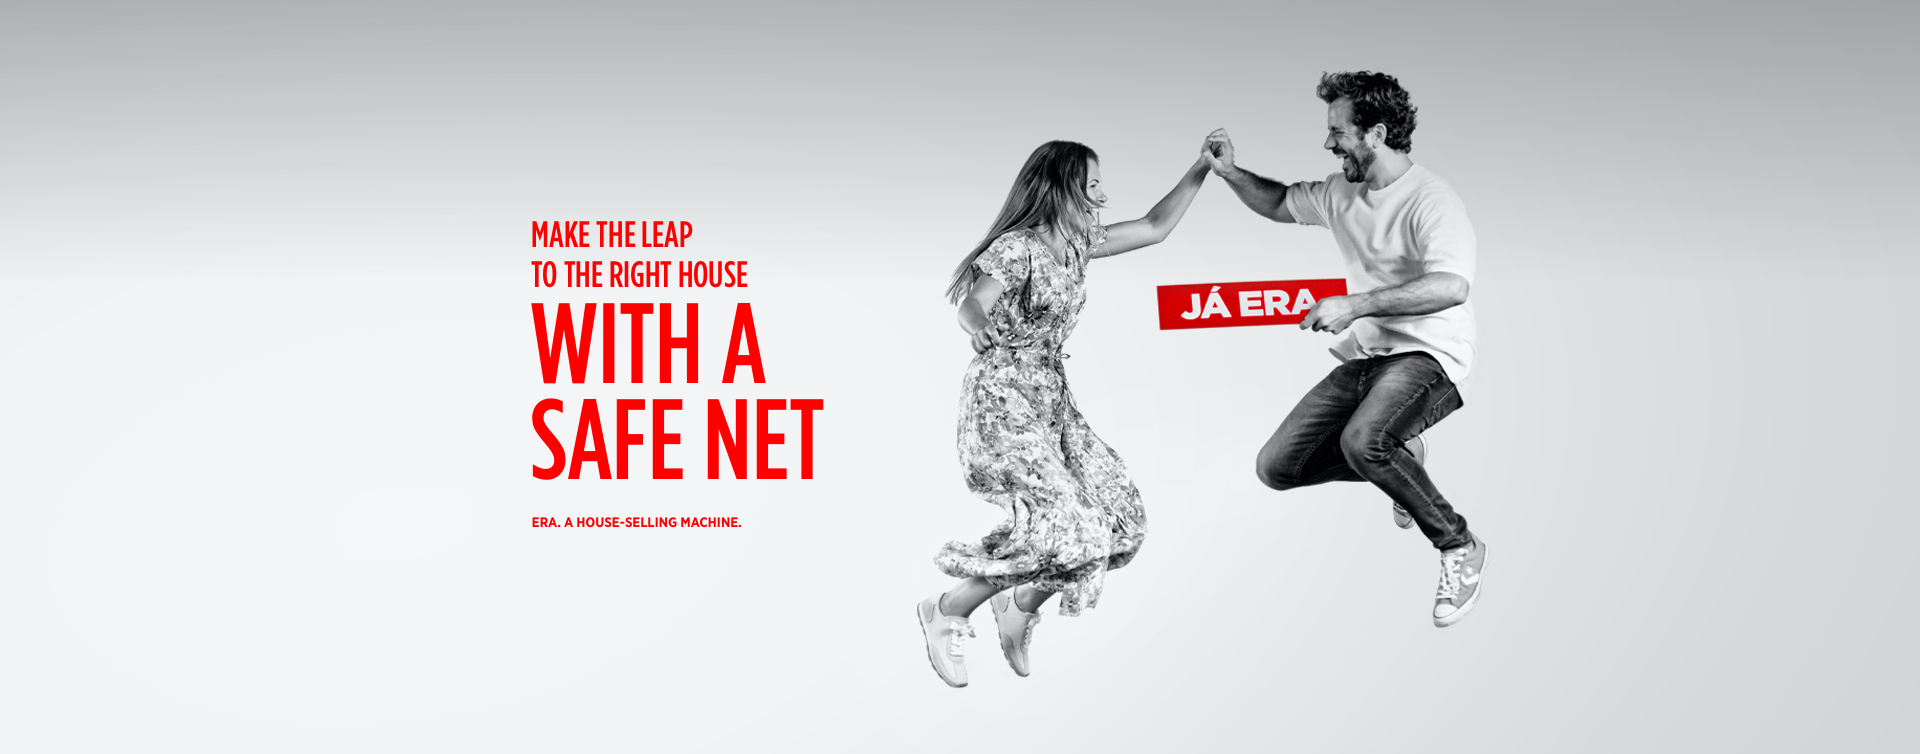 MAKE THE LEAP
TO THE RIGHT HOUSE
WITH A
SAFE NET
ERA. A HOUSE-SELLING MACHINE.
JÁ ERA